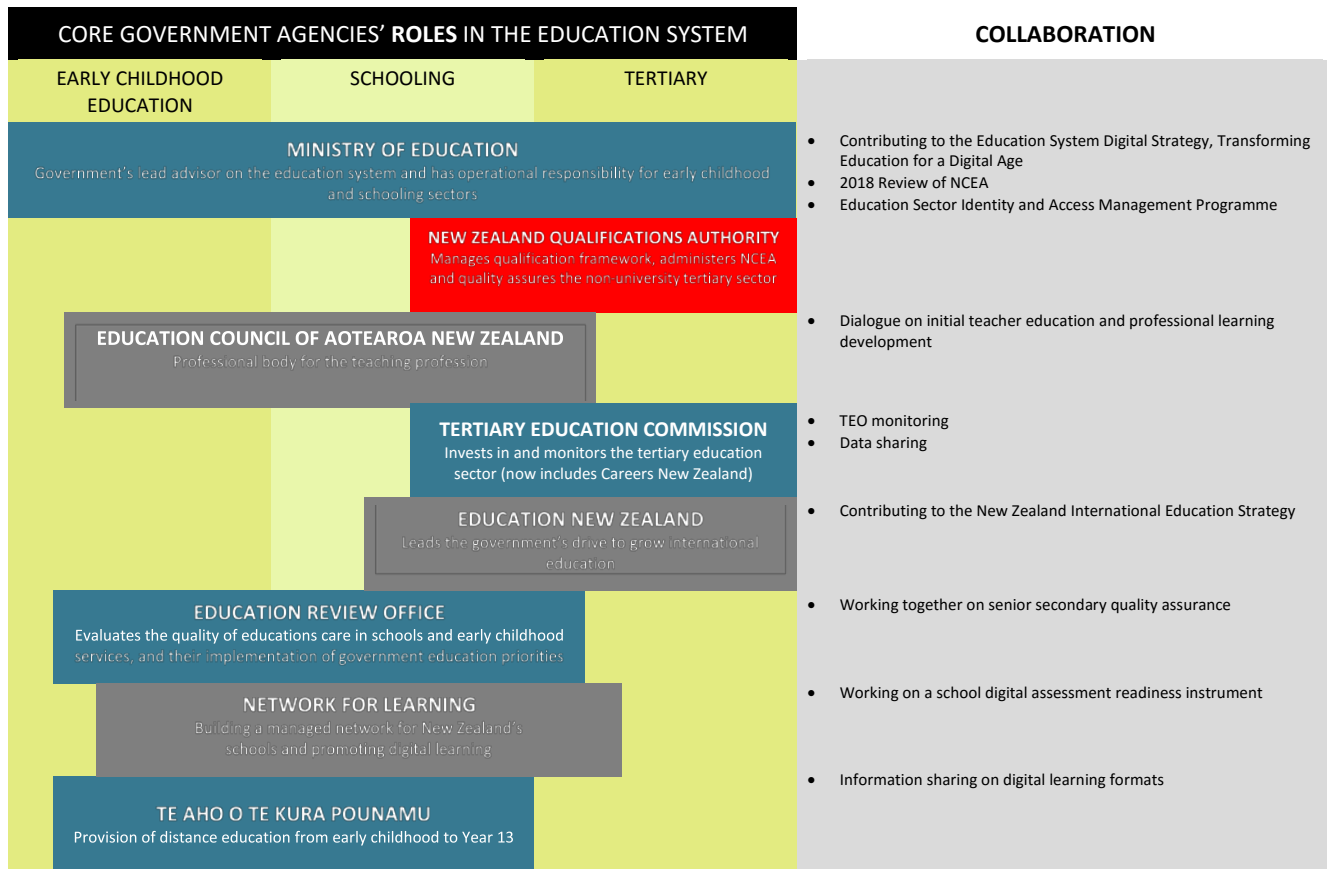 CORE GOVERNMENT AGENCIES' ROLES IN THE EDUCATION SYSTEM
COLLABORATION
EARLY CHILDHOOD
EDUCATION
SCHOOLING
TERTIARY
MINISTRY OF EDUCATION
Government's lead advisor on the education system and has operational responsibility for early childhood
and schooling sectors
• Contributing to the Education System Digital Strategy, Transforming
Education for a Digital Age
• 2018 Review of NCEA
• Education Sector Identity and Access Management Programme
NEW ZEALAND QUALIFICATIONS AUTHORITY
Manages qualification framework, administers NCEA
and quality assures the non-university tertiary sector
EDUCATION COUNCIL OF AOTEAROA NEW ZEALAND
Professional body for the teaching profession
• Dialogue on initial teacher education and professional learning
development
TERTIARY EDUCATION COMMISSION
Invests in and monitors the tertiary education
sector (now includes Careers New Zealand)
• TEO monitoring
• Data sharing
EDUCATION NEW ZEALAND
Leads the government's drive to grow international
education
• Contributing to the New Zealand International Education Strategy
EDUCATION REVIEW OFFICE
Evaluates the quality of educations care in schools and early childhood
services, and their implementation of government education priorities
• Working together on senior secondary quality assurance
NETWORK FOR LEARNING
Building a managed network for New Zealand's
schools and promoting digital learning
• Working on a school digital assessment readiness instrument
TE AHO O TE KURA POUNAMU
Provision of distance education from early childhood to Year 13
• Information sharing on digital learning formats